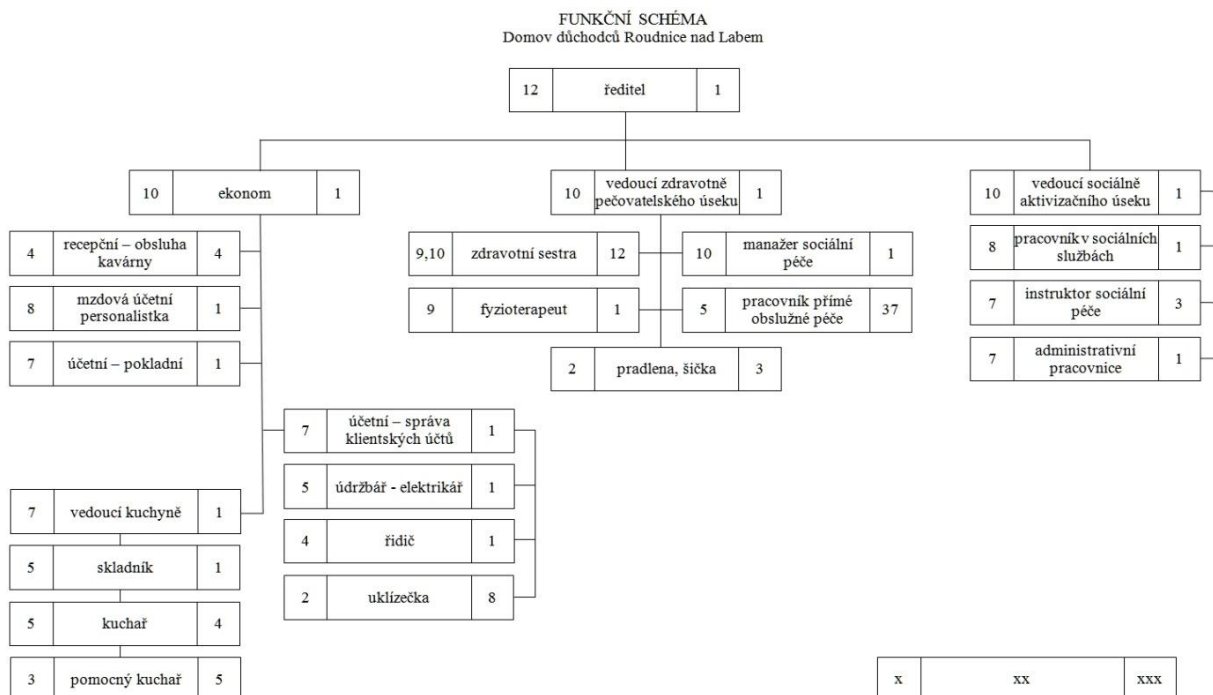 FUNKČNÍ SCHÉMA
Domov důchodců Roudnice nad Labem
12 ředitel 1
10 ekonom 1
10 vedoucí zdravotně
pečovatelského úseku 1
10 vedoucí sociálně
aktivizačního úseku 1
4 recepční – obsluha
kavárny 4
8 mzdová účetní
personalistka 1
7 účetní – pokladní 1
9,10 zdravotní sestra 12
10 manažer sociální
péče 1
9 fyzioterapeut 1
5 pracovník přímé
obslužné péče 37
2 pradlena, šička 3
8 pracovník v sociálních
službách 1
7 instruktor sociální
péče 3
7 administrativní
pracovnice 1
7 účetní – správa
klientských účtů 1
5 údržbář - elektrikář 1
4 řidič 1
2 uklízečka 8
7 vedoucí kuchyně 1
5 skladník 1
5 kuchař 4
3 pomocný kuchař 5
x xx xxx